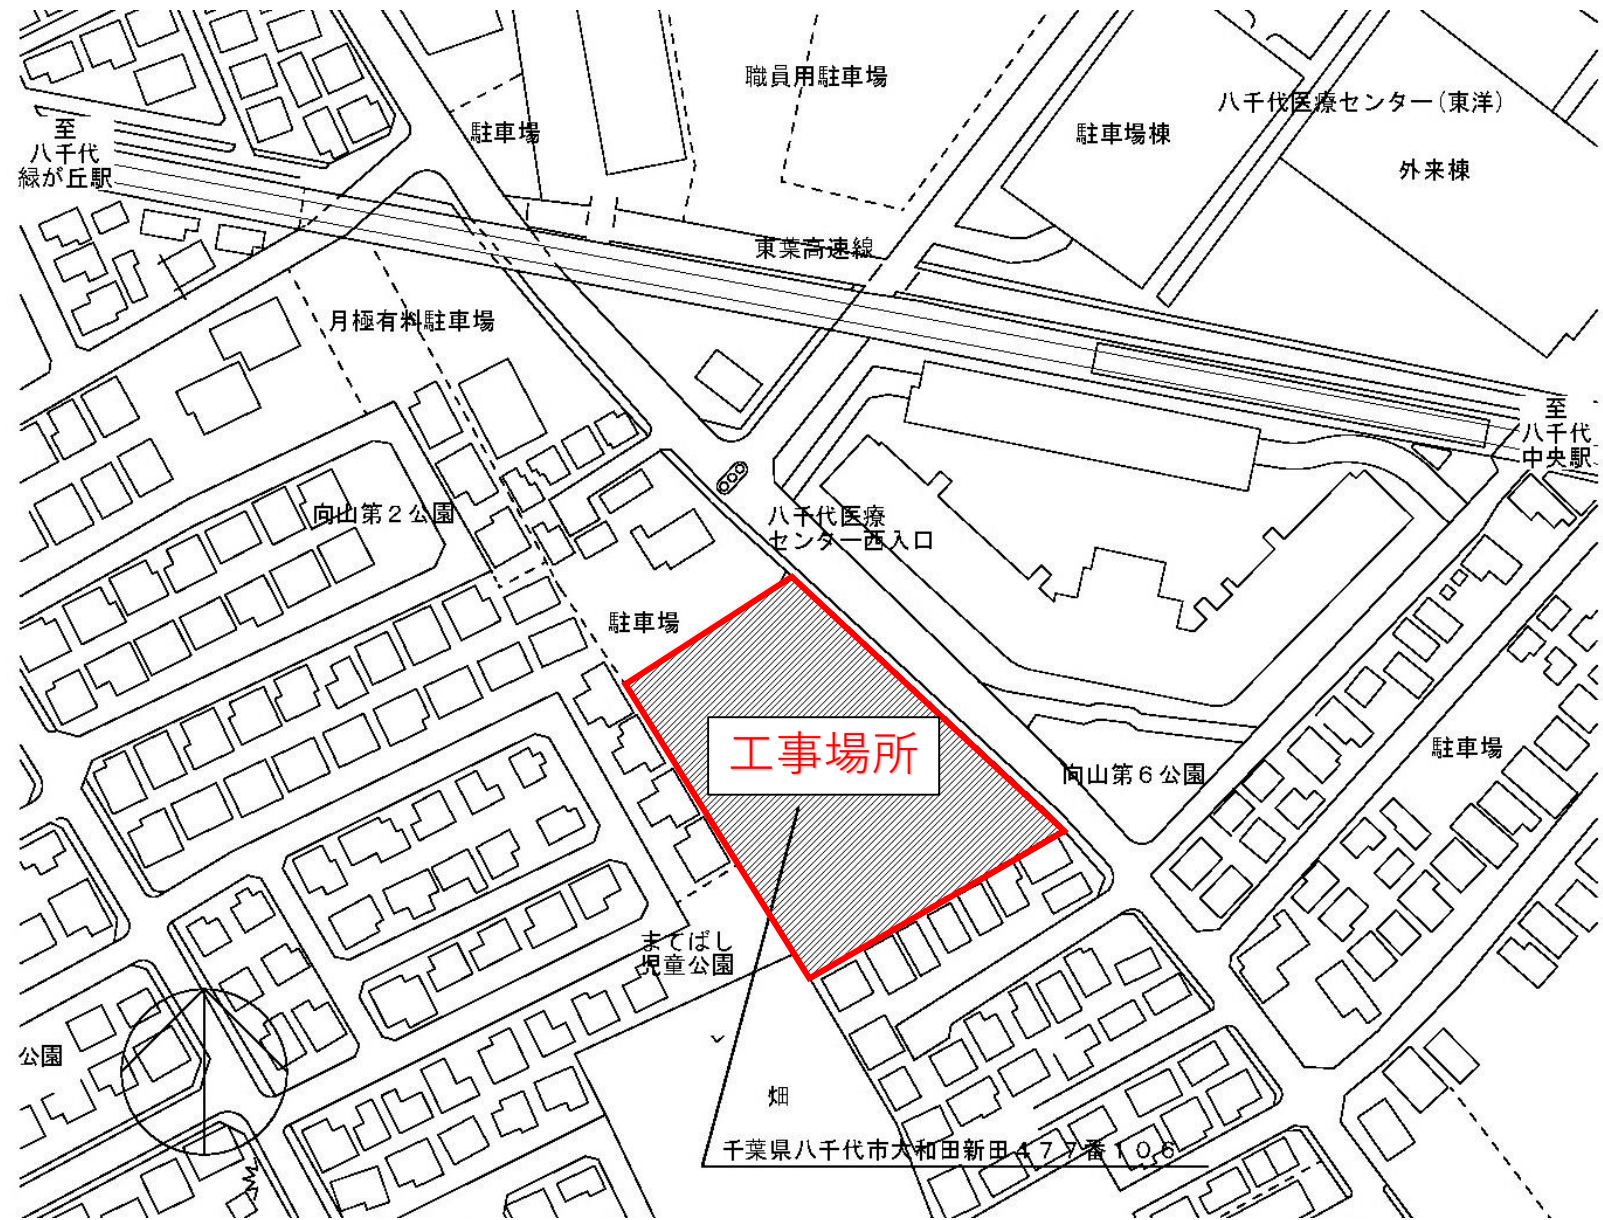 職員用駐車場
八千代医療センター(東洋)
至
八千代
緑が丘駅
駐車場
駐車場棟
外来棟
東葉高速線
月極有料駐車場
至
八千代
中央駅
向山第２公園
八千代医療
センター西入口
駐車場
工事場所
駐車場
向山第６公園
まてばし
児童公園
公園
畑
千葉県八千代市大和田新田４７７番１０６